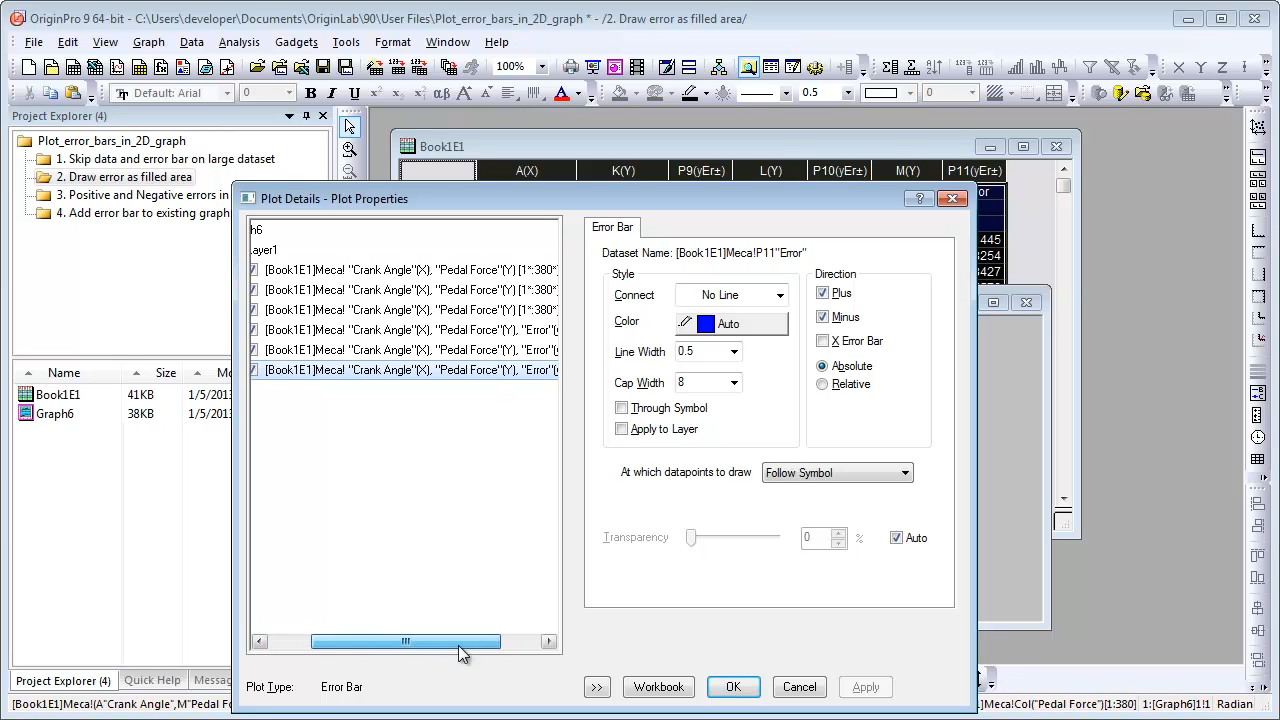 OriginPro 9 64-bit - C:\Users\developer\Documents\OriginLab\90\User Files\Plot_error_bars_in_2D_graph * - /2. Draw error as filled area/
File Edit View Graph Data Analysis Gadgets Tools Format Window Help
100%
Default: Arial 0 B I U αβ A A A 0.5 0
Project Explorer (4)
Plot_error_bars_in_2D_graph
1. Skip data and error bar on large dataset
2. Draw error as filled area
3. Positive and Negative errors in
4. Add error bar to existing graph
Name Size Mo
Book1E1 41KB 1/5/2013
Graph6 38KB 1/5/2013
Project Explorer (4) Quick Help Messag
Book1E1
A(X) K(Y) P9(yEr±) L(Y) P10(yEr±) M(Y) P11(yEr±)
or
445
3254
3427
Plot Details - Plot Properties
h6
ayer1
[Book1E1]Meca! "Crank Angle"(X), "Pedal Force"(Y) [1*:380*
[Book1E1]Meca! "Crank Angle"(X), "Pedal Force"(Y) [1*:380*
[Book1E1]Meca! "Crank Angle"(X), "Pedal Force"(Y) [1*:380*
[Book1E1]Meca! "Crank Angle"(X), "Pedal Force"(Y), "Error"(
[Book1E1]Meca! "Crank Angle"(X), "Pedal Force"(Y), "Error"(
[Book1E1]Meca! "Crank Angle"(X), "Pedal Force"(Y), "Error"(
Error Bar
Dataset Name: [Book1E1]Meca!P11"Error"
Style
Connect No Line
Color Auto
Line Width 0.5
Cap Width 8
Through Symbol
Apply to Layer
Direction
Plus
Minus
X Error Bar
Absolute
Relative
At which datapoints to draw Follow Symbol
Transparency 0 % Auto
Plot Type: Error Bar
>> Workbook OK Cancel Apply
[Book1E1]Meca!(A"Crank Angle",M"Pedal Fo
]Meca!Col("Pedal Force")[1:380] 1:[Graph6]1!1 Radian